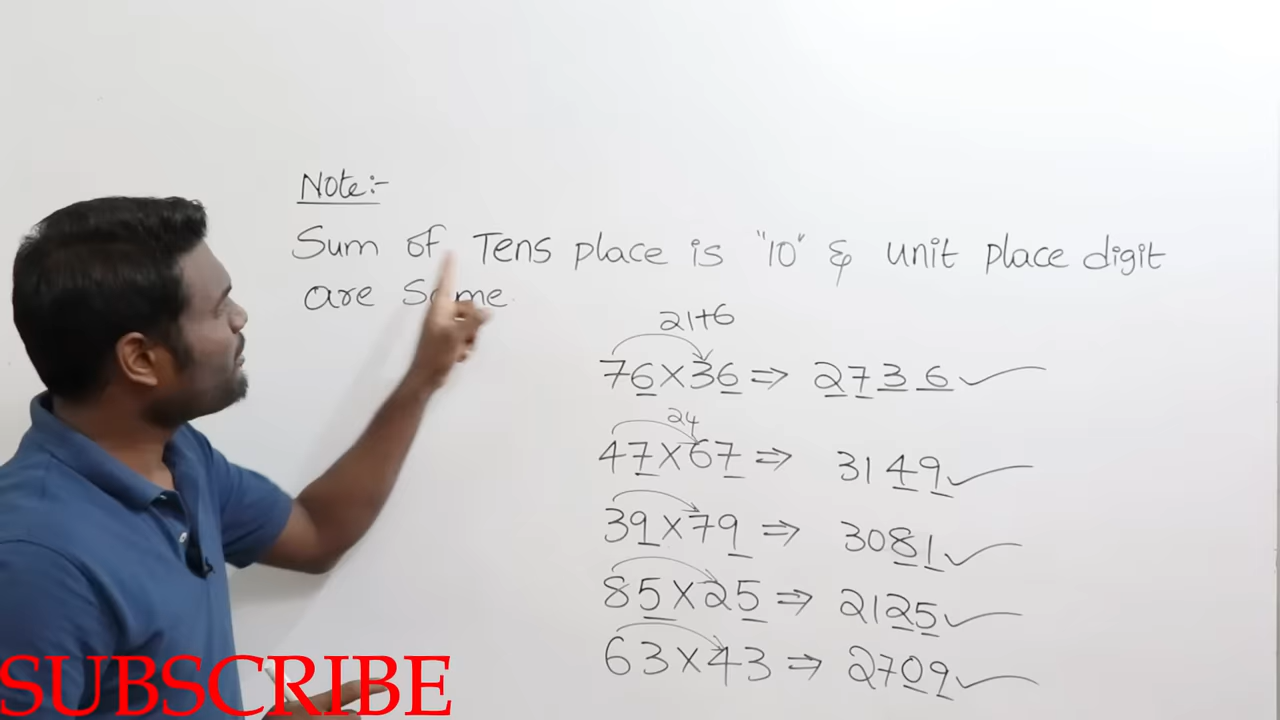 Note:-
Sum of Tens place is "10" & unit place digit
are Same.
21+6
76×36⇒ 2736
24
47×67⇒ 3149
39×79⇒ 3081
85×25⇒ 2125
63×43⇒ 2709
SUBSCRIBE